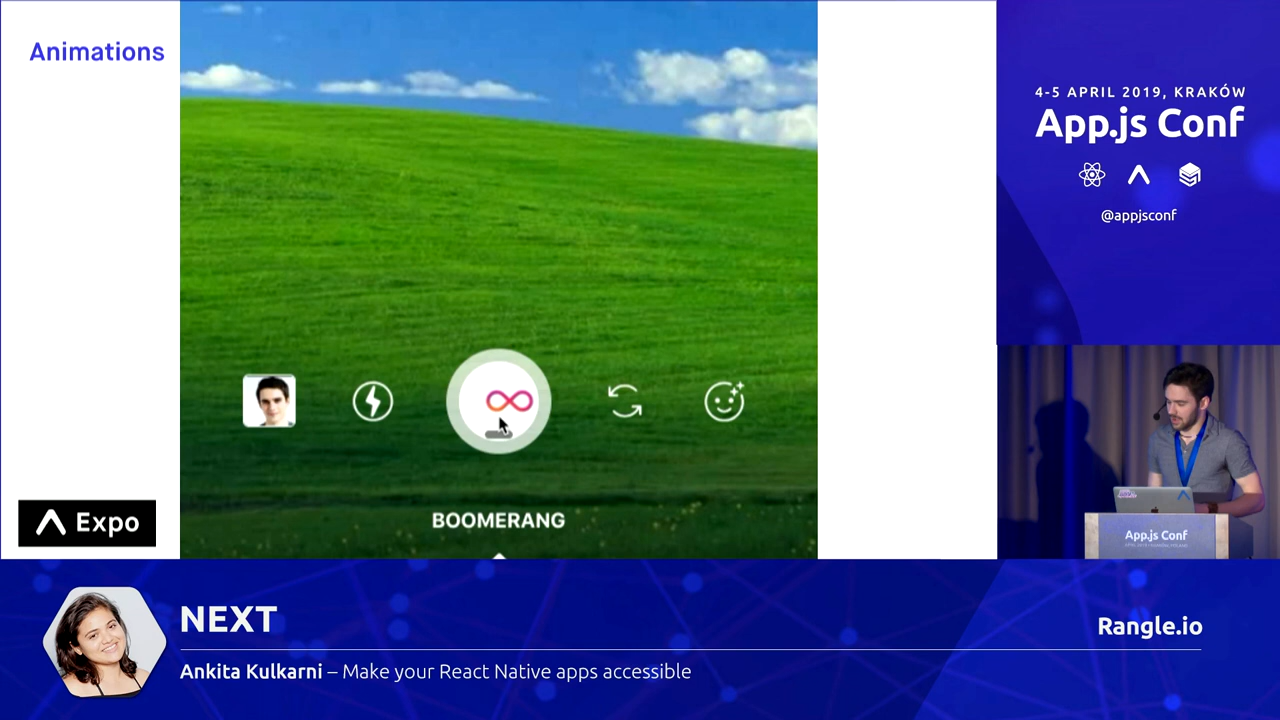 Animations
BOOMERANG
Expo
4-5 APRIL 2019, KRAKÓW
App.js Conf
@appjsconf
App.js Conf
NEXT
Ankita Kulkarni – Make your React Native apps accessible
Rangle.io